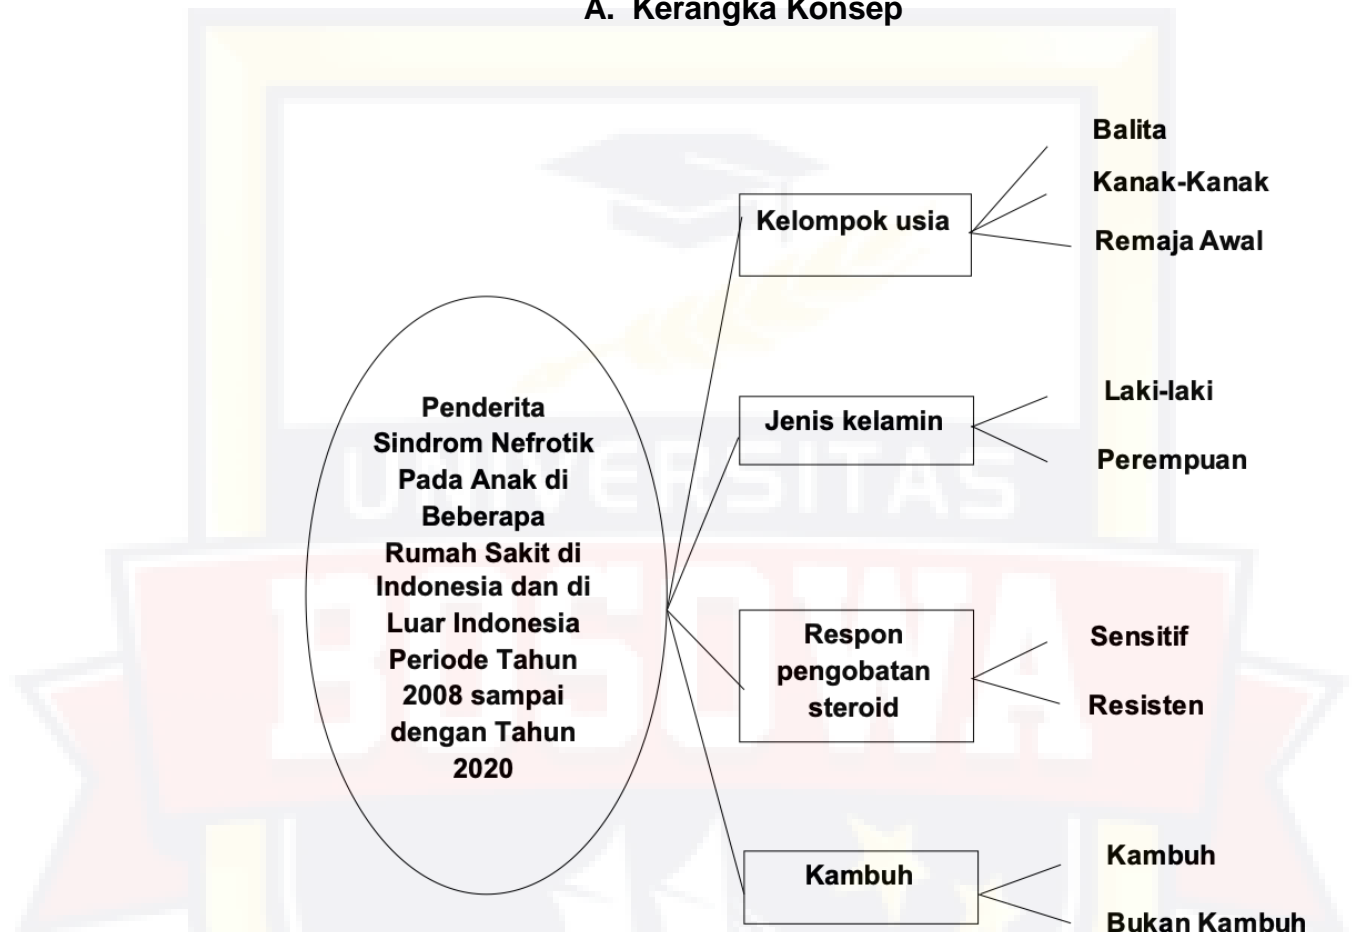 A. Kerangka Konsep
Balita
Kanak-Kanak
Kelompok usia
Remaja Awal
Penderita
Sindrom Nefrotik
Pada Anak di
Beberapa
Rumah Sakit di
Indonesia dan di
Luar Indonesia
Periode Tahun
2008 sampai
dengan Tahun
2020
Laki-laki
Jenis kelamin
Perempuan
Respon
pengobatan
steroid
Sensitif
Resisten
Kambuh
Kambuh
Bukan Kambuh
UNIVERSITAS
BOSOWA